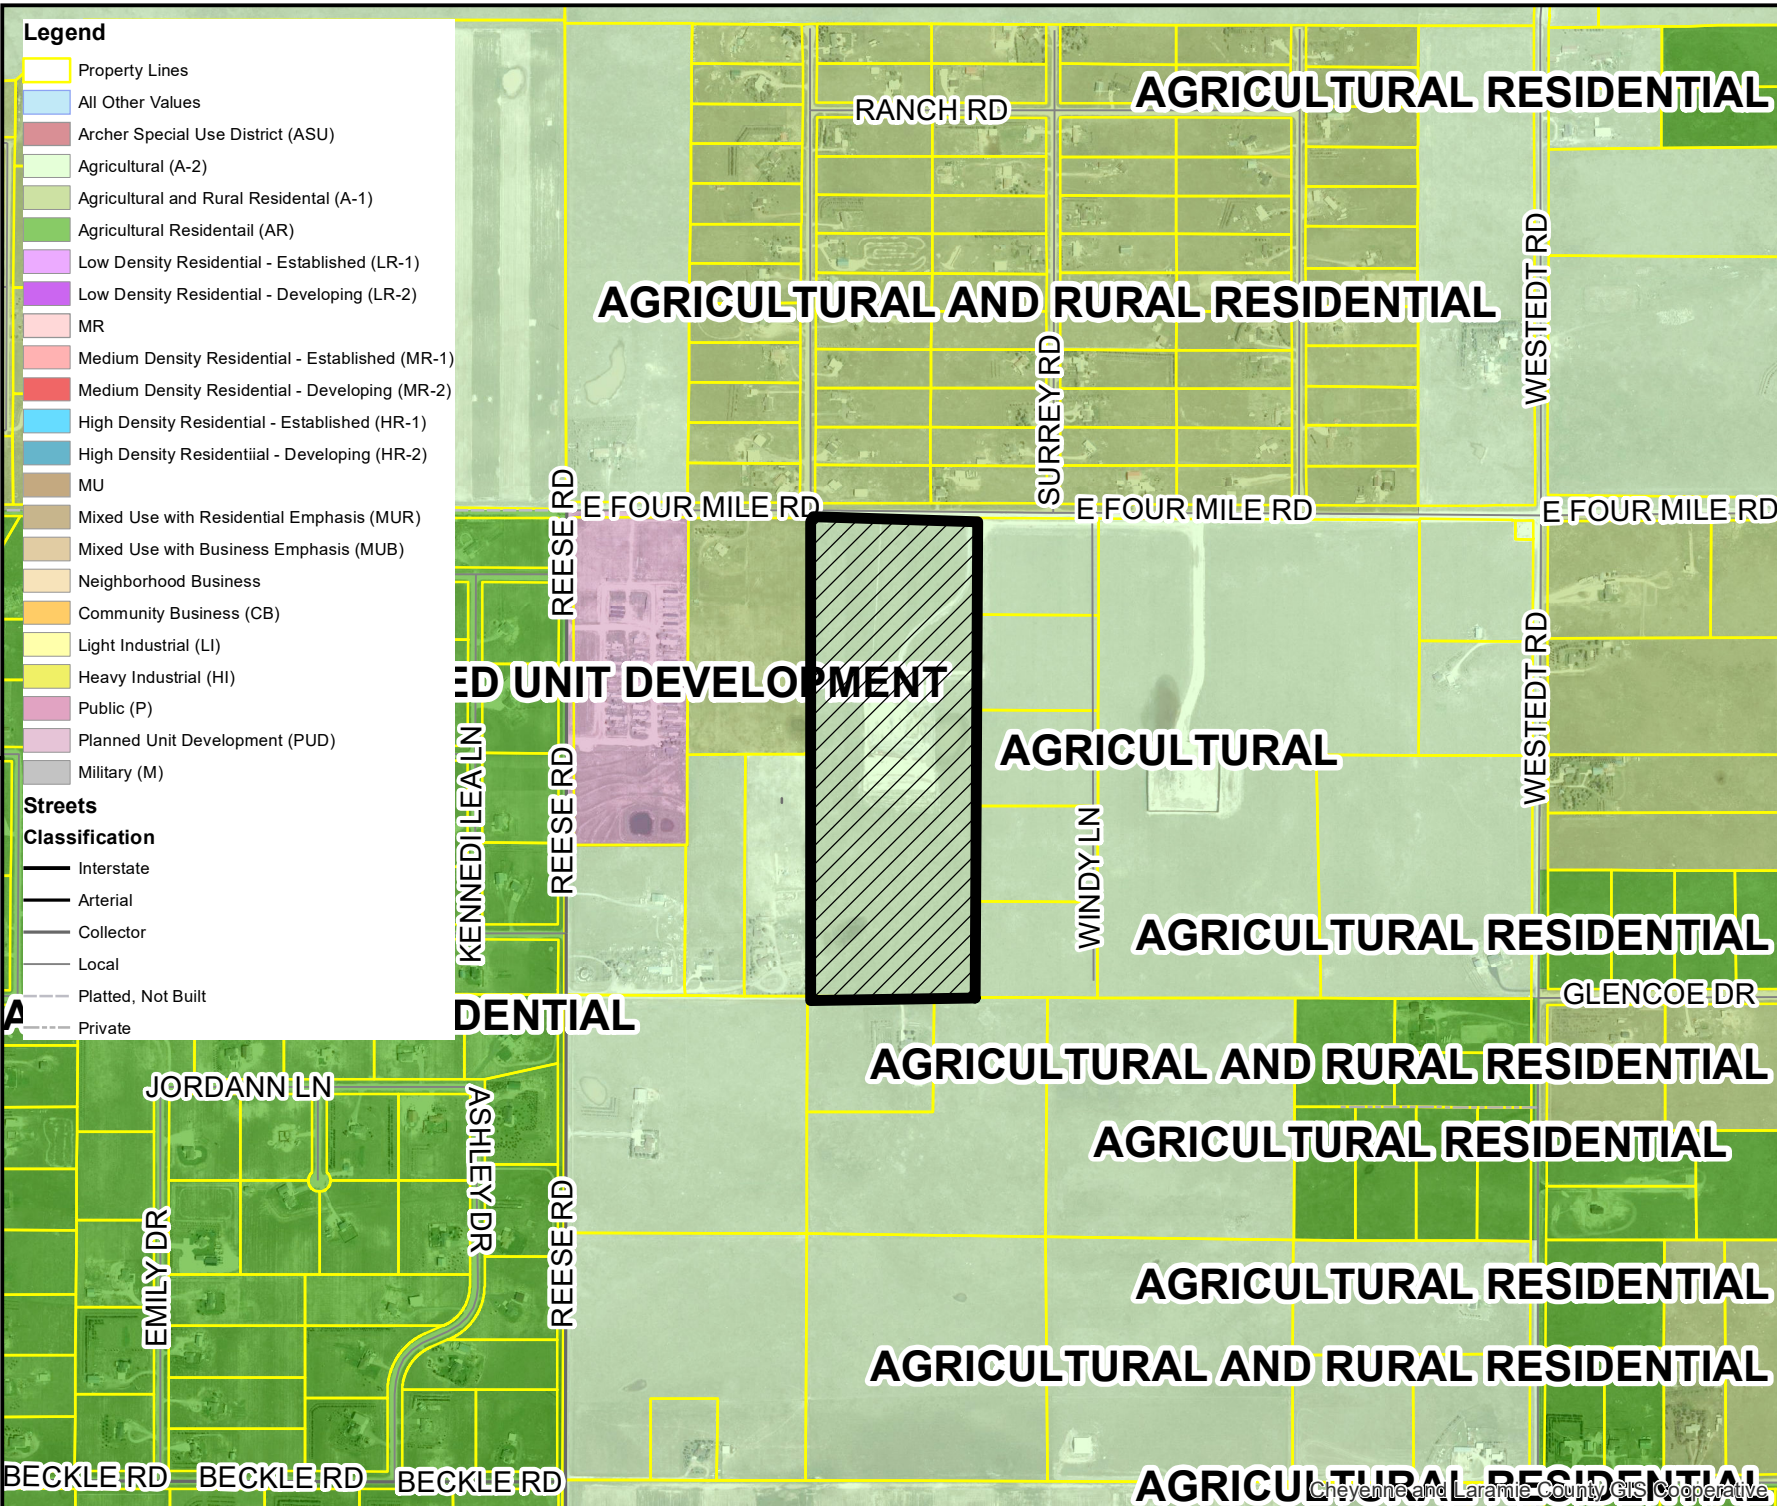 Legend
Property Lines
All Other Values
Archer Special Use District (ASU)
Agricultural (A-2)
Agricultural and Rural Residental (A-1)
Agricultural Residentail (AR)
Low Density Residential - Established (LR-1)
Low Density Residential - Developing (LR-2)
MR
Medium Density Residential - Established (MR-1)
Medium Density Residential - Developing (MR-2)
High Density Residential - Established (HR-1)
High Density Residentiial - Developing (HR-2)
MU
Mixed Use with Residential Emphasis (MUR)
Mixed Use with Business Emphasis (MUB)
Neighborhood Business
Community Business (CB)
Light Industrial (LI)
Heavy Industrial (HI)
Public (P)
Planned Unit Development (PUD)
Military (M)
Streets
Classification
Interstate
Arterial
Collector
Local
Platted, Not Built
Private
AGRICULTURAL RESIDENTIAL
RANCH RD
WESTEDT RD
AGRICULTURAL AND RURAL RESIDENTIAL
SURREY RD
REESE RD
E FOUR MILE RD
E FOUR MILE RD
E FOUR MILE RD
ED UNIT DEVELOPMENT
WESTEDT RD
AGRICULTURAL
KENNEDI LEA LN
REESE RD
WINDY LN
AGRICULTURAL RESIDENTIAL
GLENCOE DR
A
DENTIAL
AGRICULTURAL AND RURAL RESIDENTIAL
JORDANN LN
ASHLEY DR
AGRICULTURAL RESIDENTIAL
EMILY DR
REESE RD
AGRICULTURAL RESIDENTIAL
AGRICULTURAL AND RURAL RESIDENTIAL
BECKLE RD
BECKLE RD
BECKLE RD
AGRICULTURAL RESIDENTIAL
Cheyenne and Laramie County GIS Cooperative